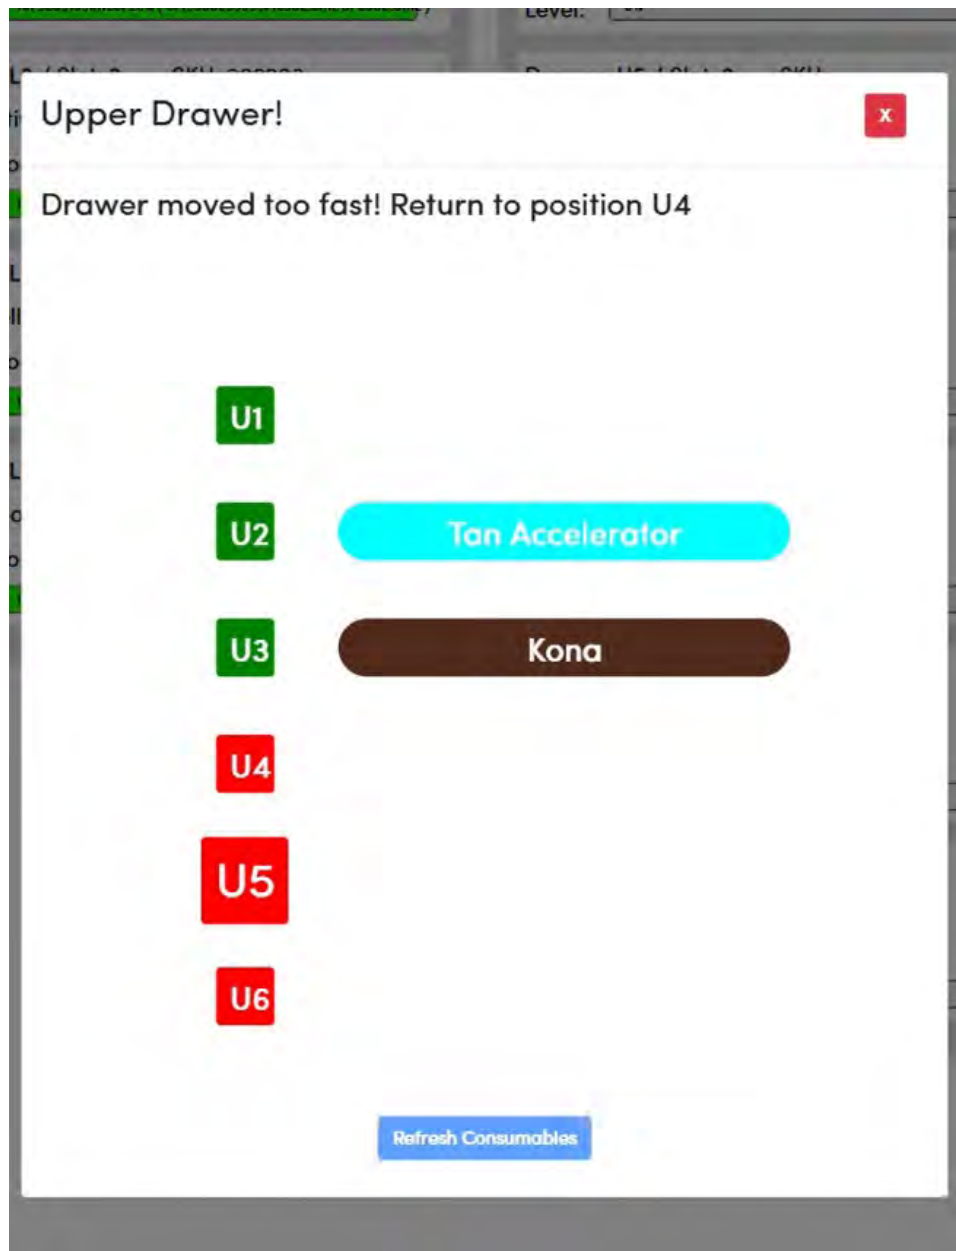 Level:
Upper Drawer!
X
Drawer moved too fast! Return to position U4
U1
U2 Tan Accelerator
U3 Kona
U4
U5
U6
Refresh Consumables